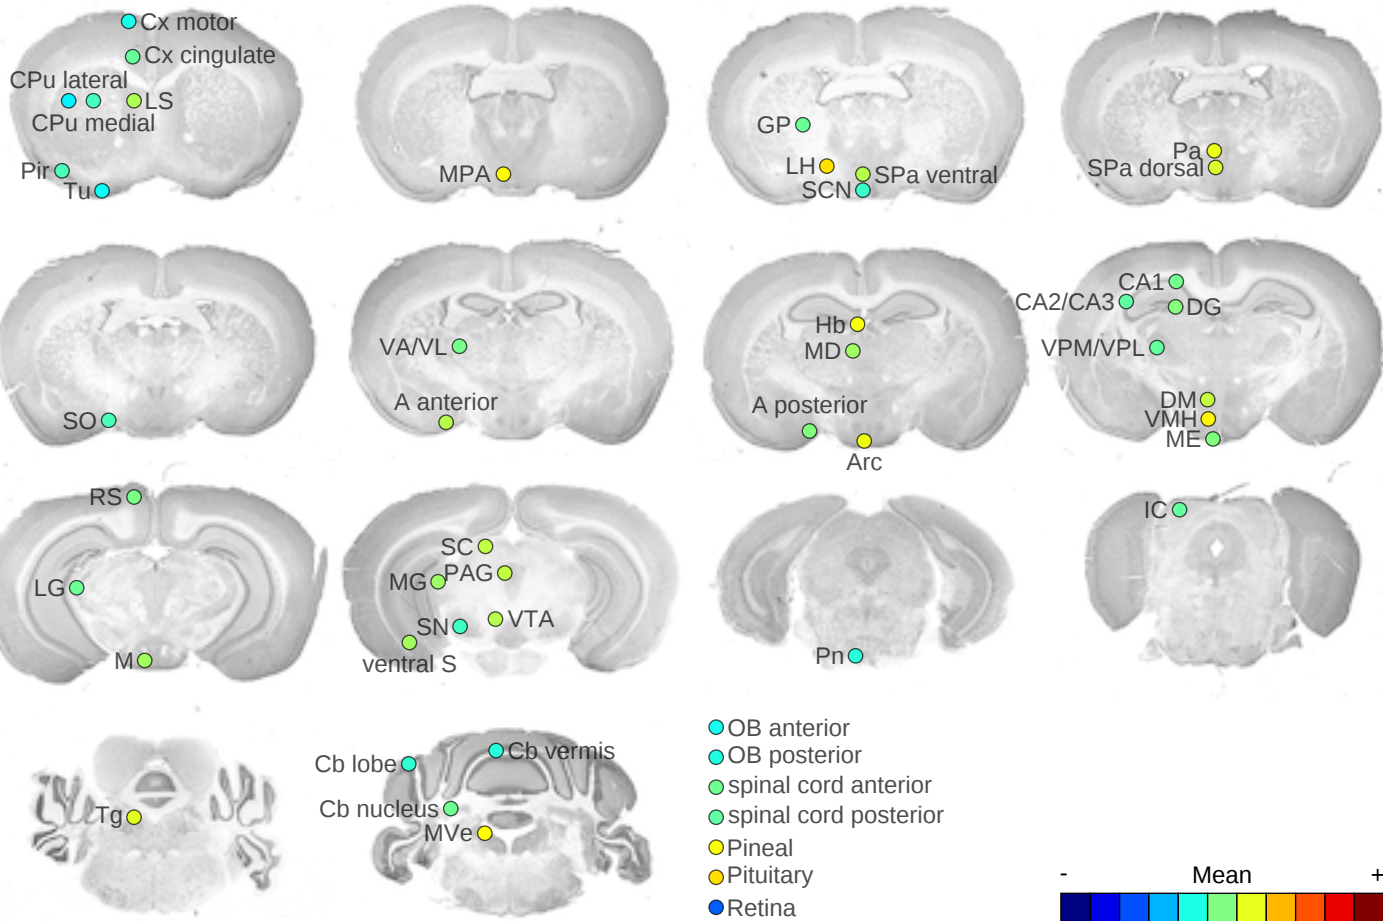 Cx motor
Cx cingulate
CPu lateral
LS
CPu medial
Pir
Tu
MPA
GP
LH
SPa ventral
SCN
Pa
SPa dorsal
SO
VA/VL
A anterior
Hb
MD
A posterior
Arc
CA1
CA2/CA3
DG
VPM/VPL
DM
VMH
ME
RS
LG
M
SC
PAG
MG
SN
VTA
ventral S
Pn
IC
Tg
Cb lobe
Cb vermis
Cb nucleus
MVe
OB anterior
OB posterior
spinal cord anterior
spinal cord posterior
Pineal
Pituitary
Retina
- Mean +